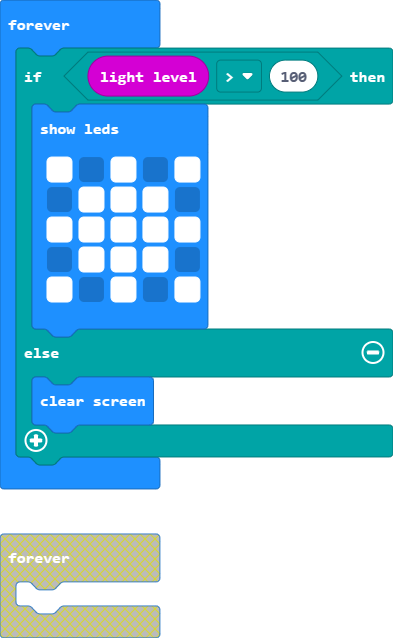 forever
if light level > 100 then
show leds
else
clear screen
forever